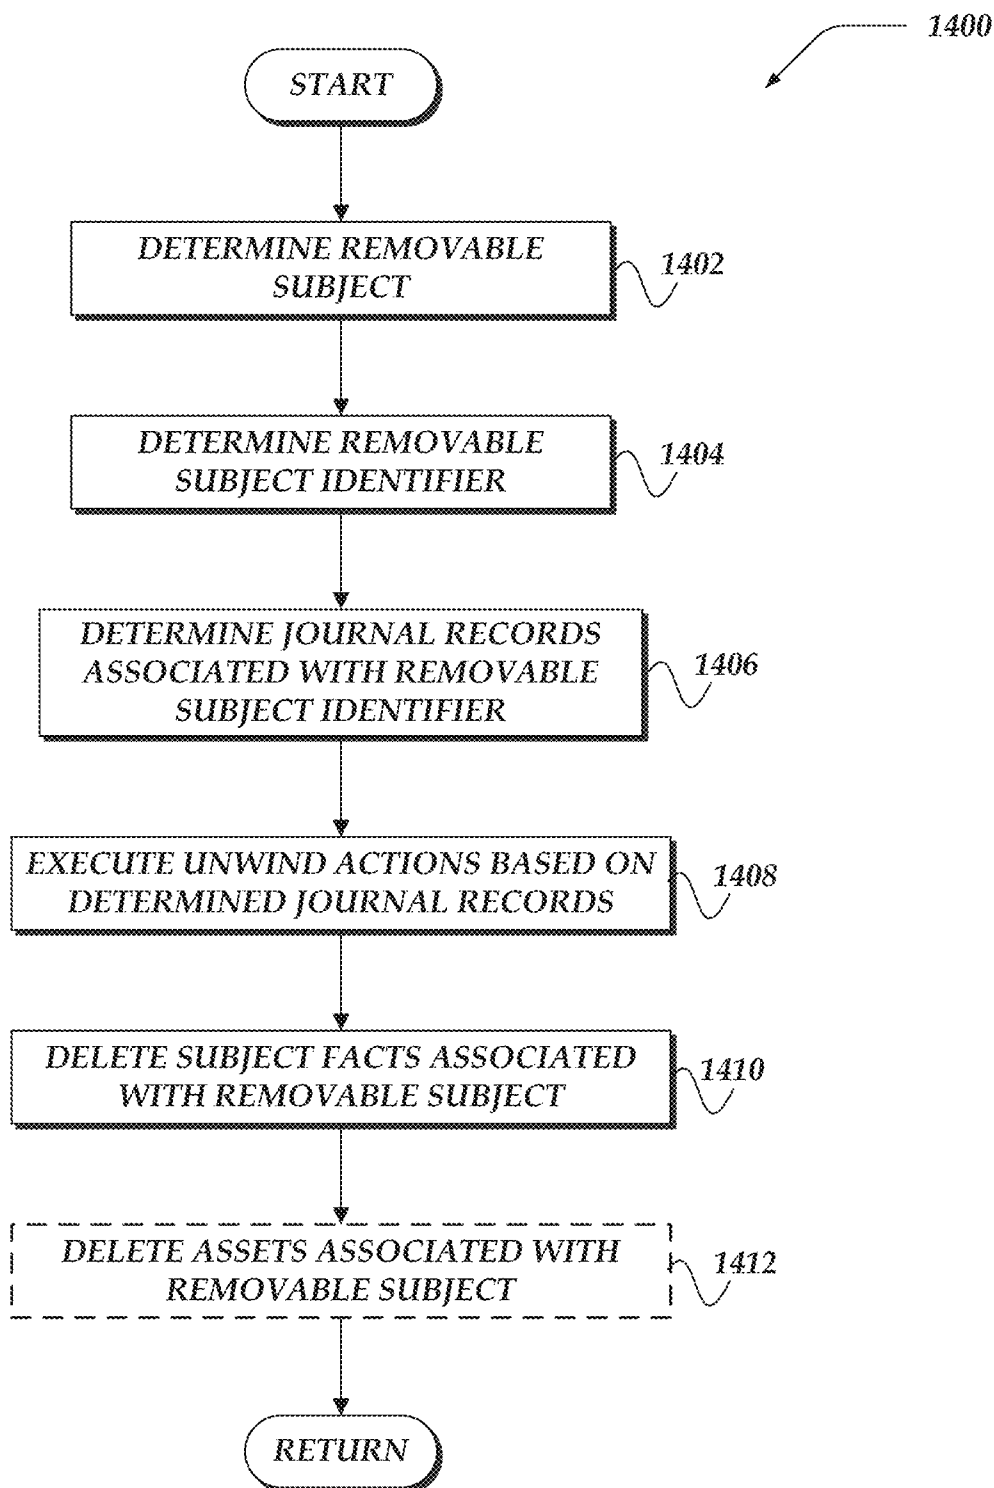 1400
START
DETERMINE REMOVABLE
SUBJECT
1402
DETERMINE REMOVABLE
SUBJECT IDENTIFIER
1404
DETERMINE JOURNAL RECORDS
ASSOCIATED WITH REMOVABLE
SUBJECT IDENTIFIER
1406
EXECUTE UNWIND ACTIONS BASED ON
DETERMINED JOURNAL RECORDS
1408
DELETE SUBJECT FACTS ASSOCIATED
WITH REMOVABLE SUBJECT
1410
DELETE ASSETS ASSOCIATED WITH
REMOVABLE SUBJECT
1412
RETURN